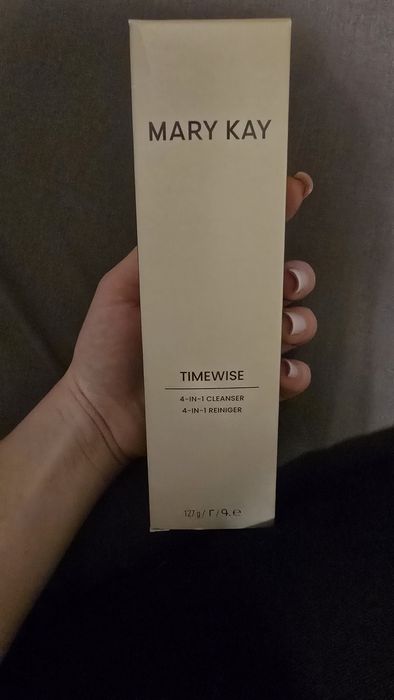 MARY KAY
TIMEWISE
4-IN-1 CLEANSER
4-IN-1 REINIGER
127 g / Г / գ. e